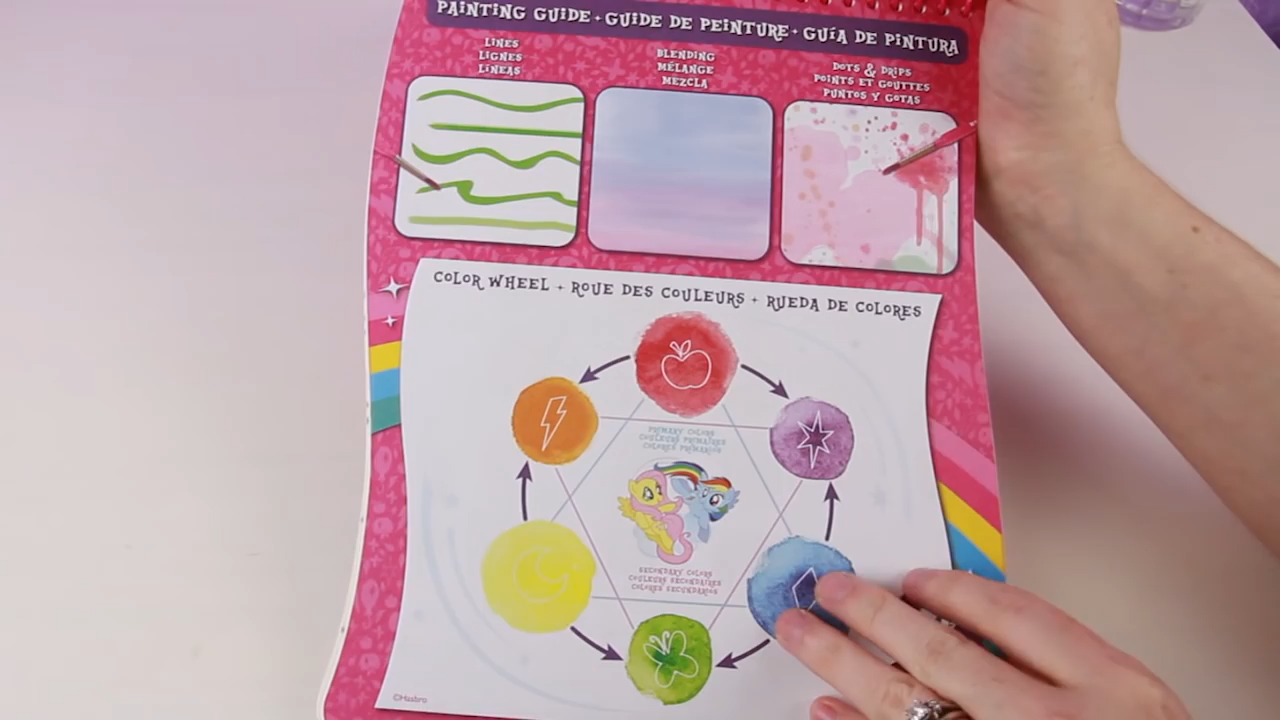 PAINTING GUIDE + GUIDE DE PEINTURE + GUÍA DE PINTURA
LINES
LIGNES
LÍNEAS
BLENDING
MÉLANGE
MEZCLA
DOTS & DRIPS
POINTS ET GOUTTES
PUNTOS Y GOTAS
COLOR WHEEL + ROUE DES COULEURS + RUEDA DE COLORES
PRIMARY COLORS
COULEURS PRIMAIRES
COLORES PRIMARIOS
SECONDARY COLORS
COULEURS SECONDAIRES
COLORES SECUNDARIOS
©Hasbro